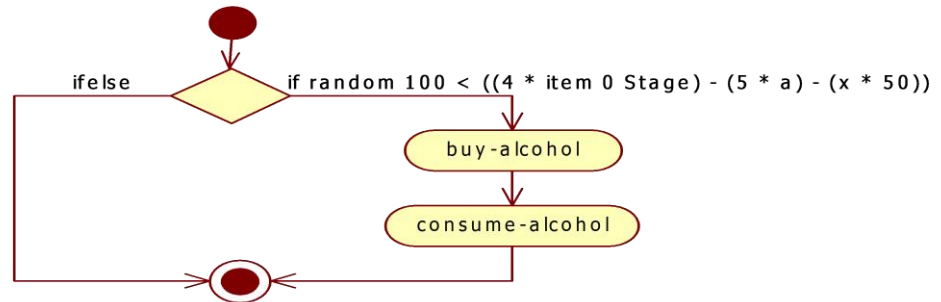 ifelse
if random 100 < ((4 * item 0 Stage) - (5 * a) - (x * 50))
buy-alcohol
consume-alcohol